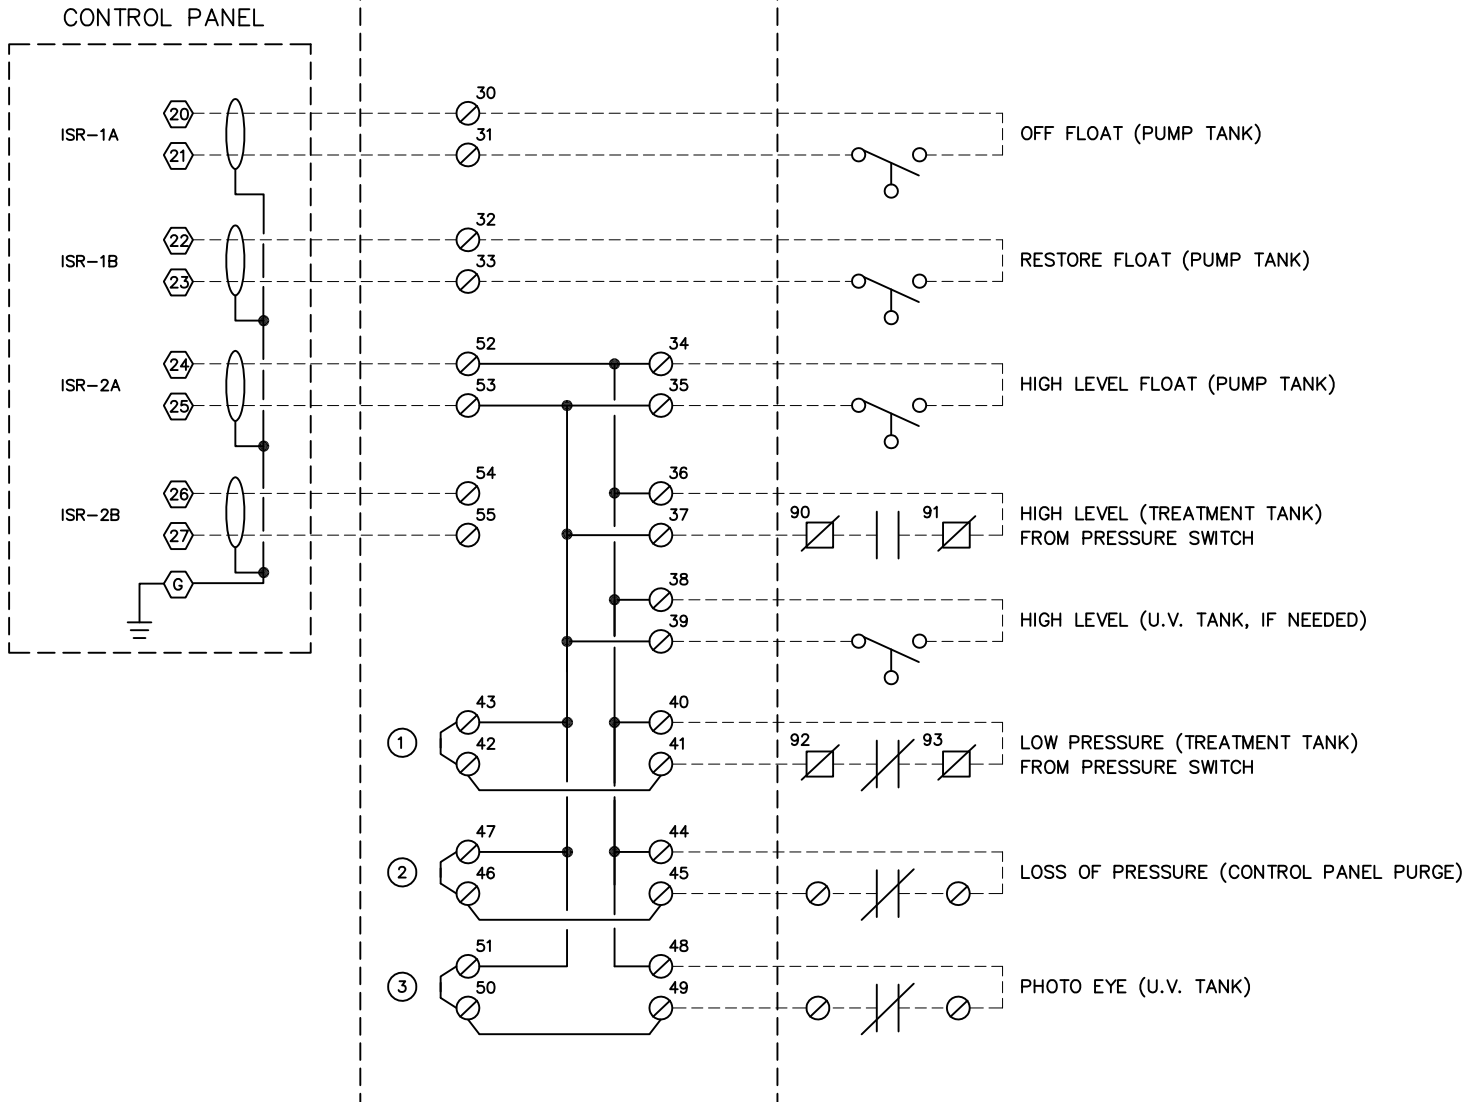 CONTROL PANEL
ISR-1A
20
21
30
31
OFF FLOAT (PUMP TANK)
ISR-1B
22
23
32
33
RESTORE FLOAT (PUMP TANK)
ISR-2A
24
25
52
53
34
35
HIGH LEVEL FLOAT (PUMP TANK)
ISR-2B
26
27
54
55
36
37
90
91
HIGH LEVEL (TREATMENT TANK)
FROM PRESSURE SWITCH
G
38
39
HIGH LEVEL (U.V. TANK, IF NEEDED)
1
43
42
40
41
92
93
LOW PRESSURE (TREATMENT TANK)
FROM PRESSURE SWITCH
2
47
46
44
45
LOSS OF PRESSURE (CONTROL PANEL PURGE)
3
51
50
48
49
PHOTO EYE (U.V. TANK)